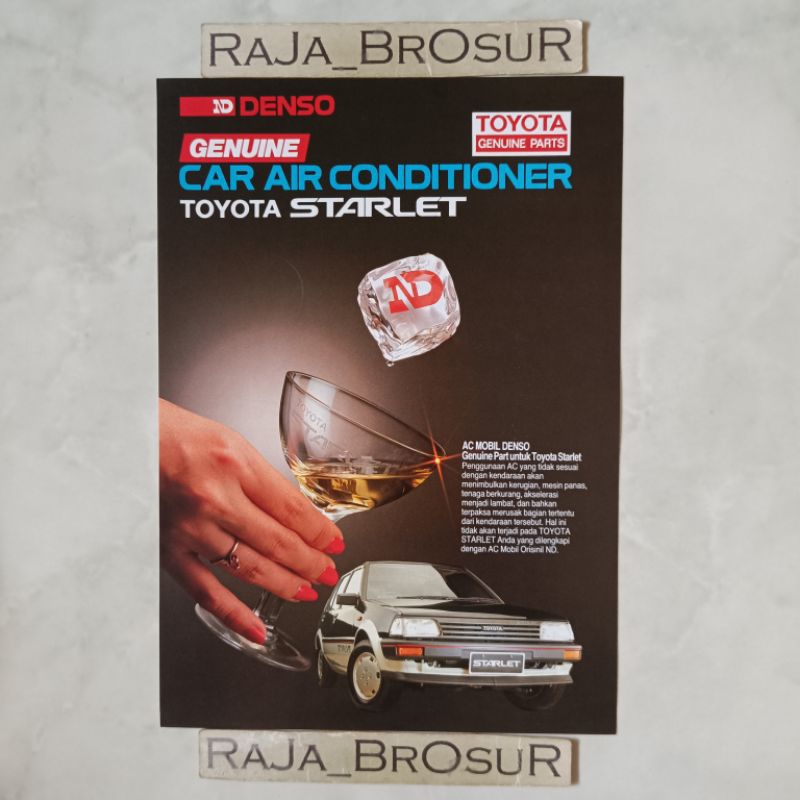 RAJA_BROSUR
ND DENSO
TOYOTA
GENUINE PARTS
GENUINE
CAR AIR CONDITIONER
TOYOTA STARLET
ND
TOYOTA
STARLET
AC MOBIL DENSO
Genuine Part untuk Toyota Starlet
Penggunaan AC yang tidak sesuai
dengan kendaraan akan
menimbulkan kerugian, mesin panas,
tenaga berkurang, akselerasi
menjadi lambat, dan bahkan
terpaksa merusak bagian tertentu
dari kendaraan tersebut. Hal ini
tidak akan terjadi pada TOYOTA
STARLET Anda yang dilengkapi
dengan AC Mobil Orisinil ND.
TOYOTA
STARLET
RAJA_BROSUR